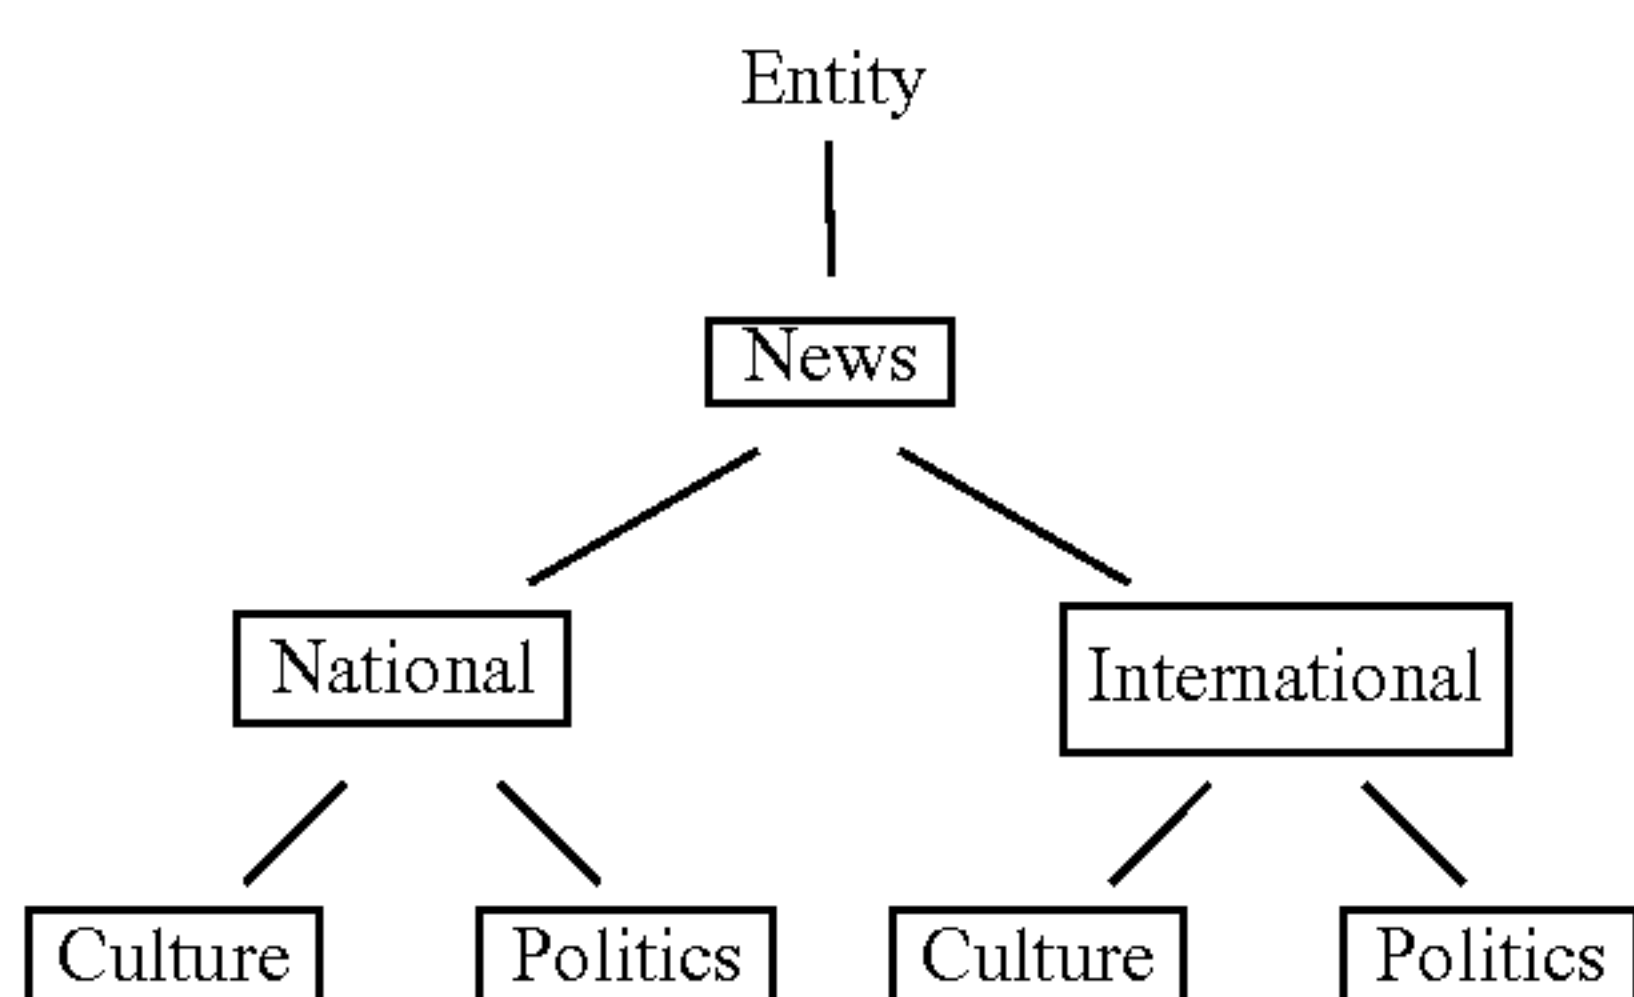 Entity
News
National
International
Culture
Politics
Culture
Politics